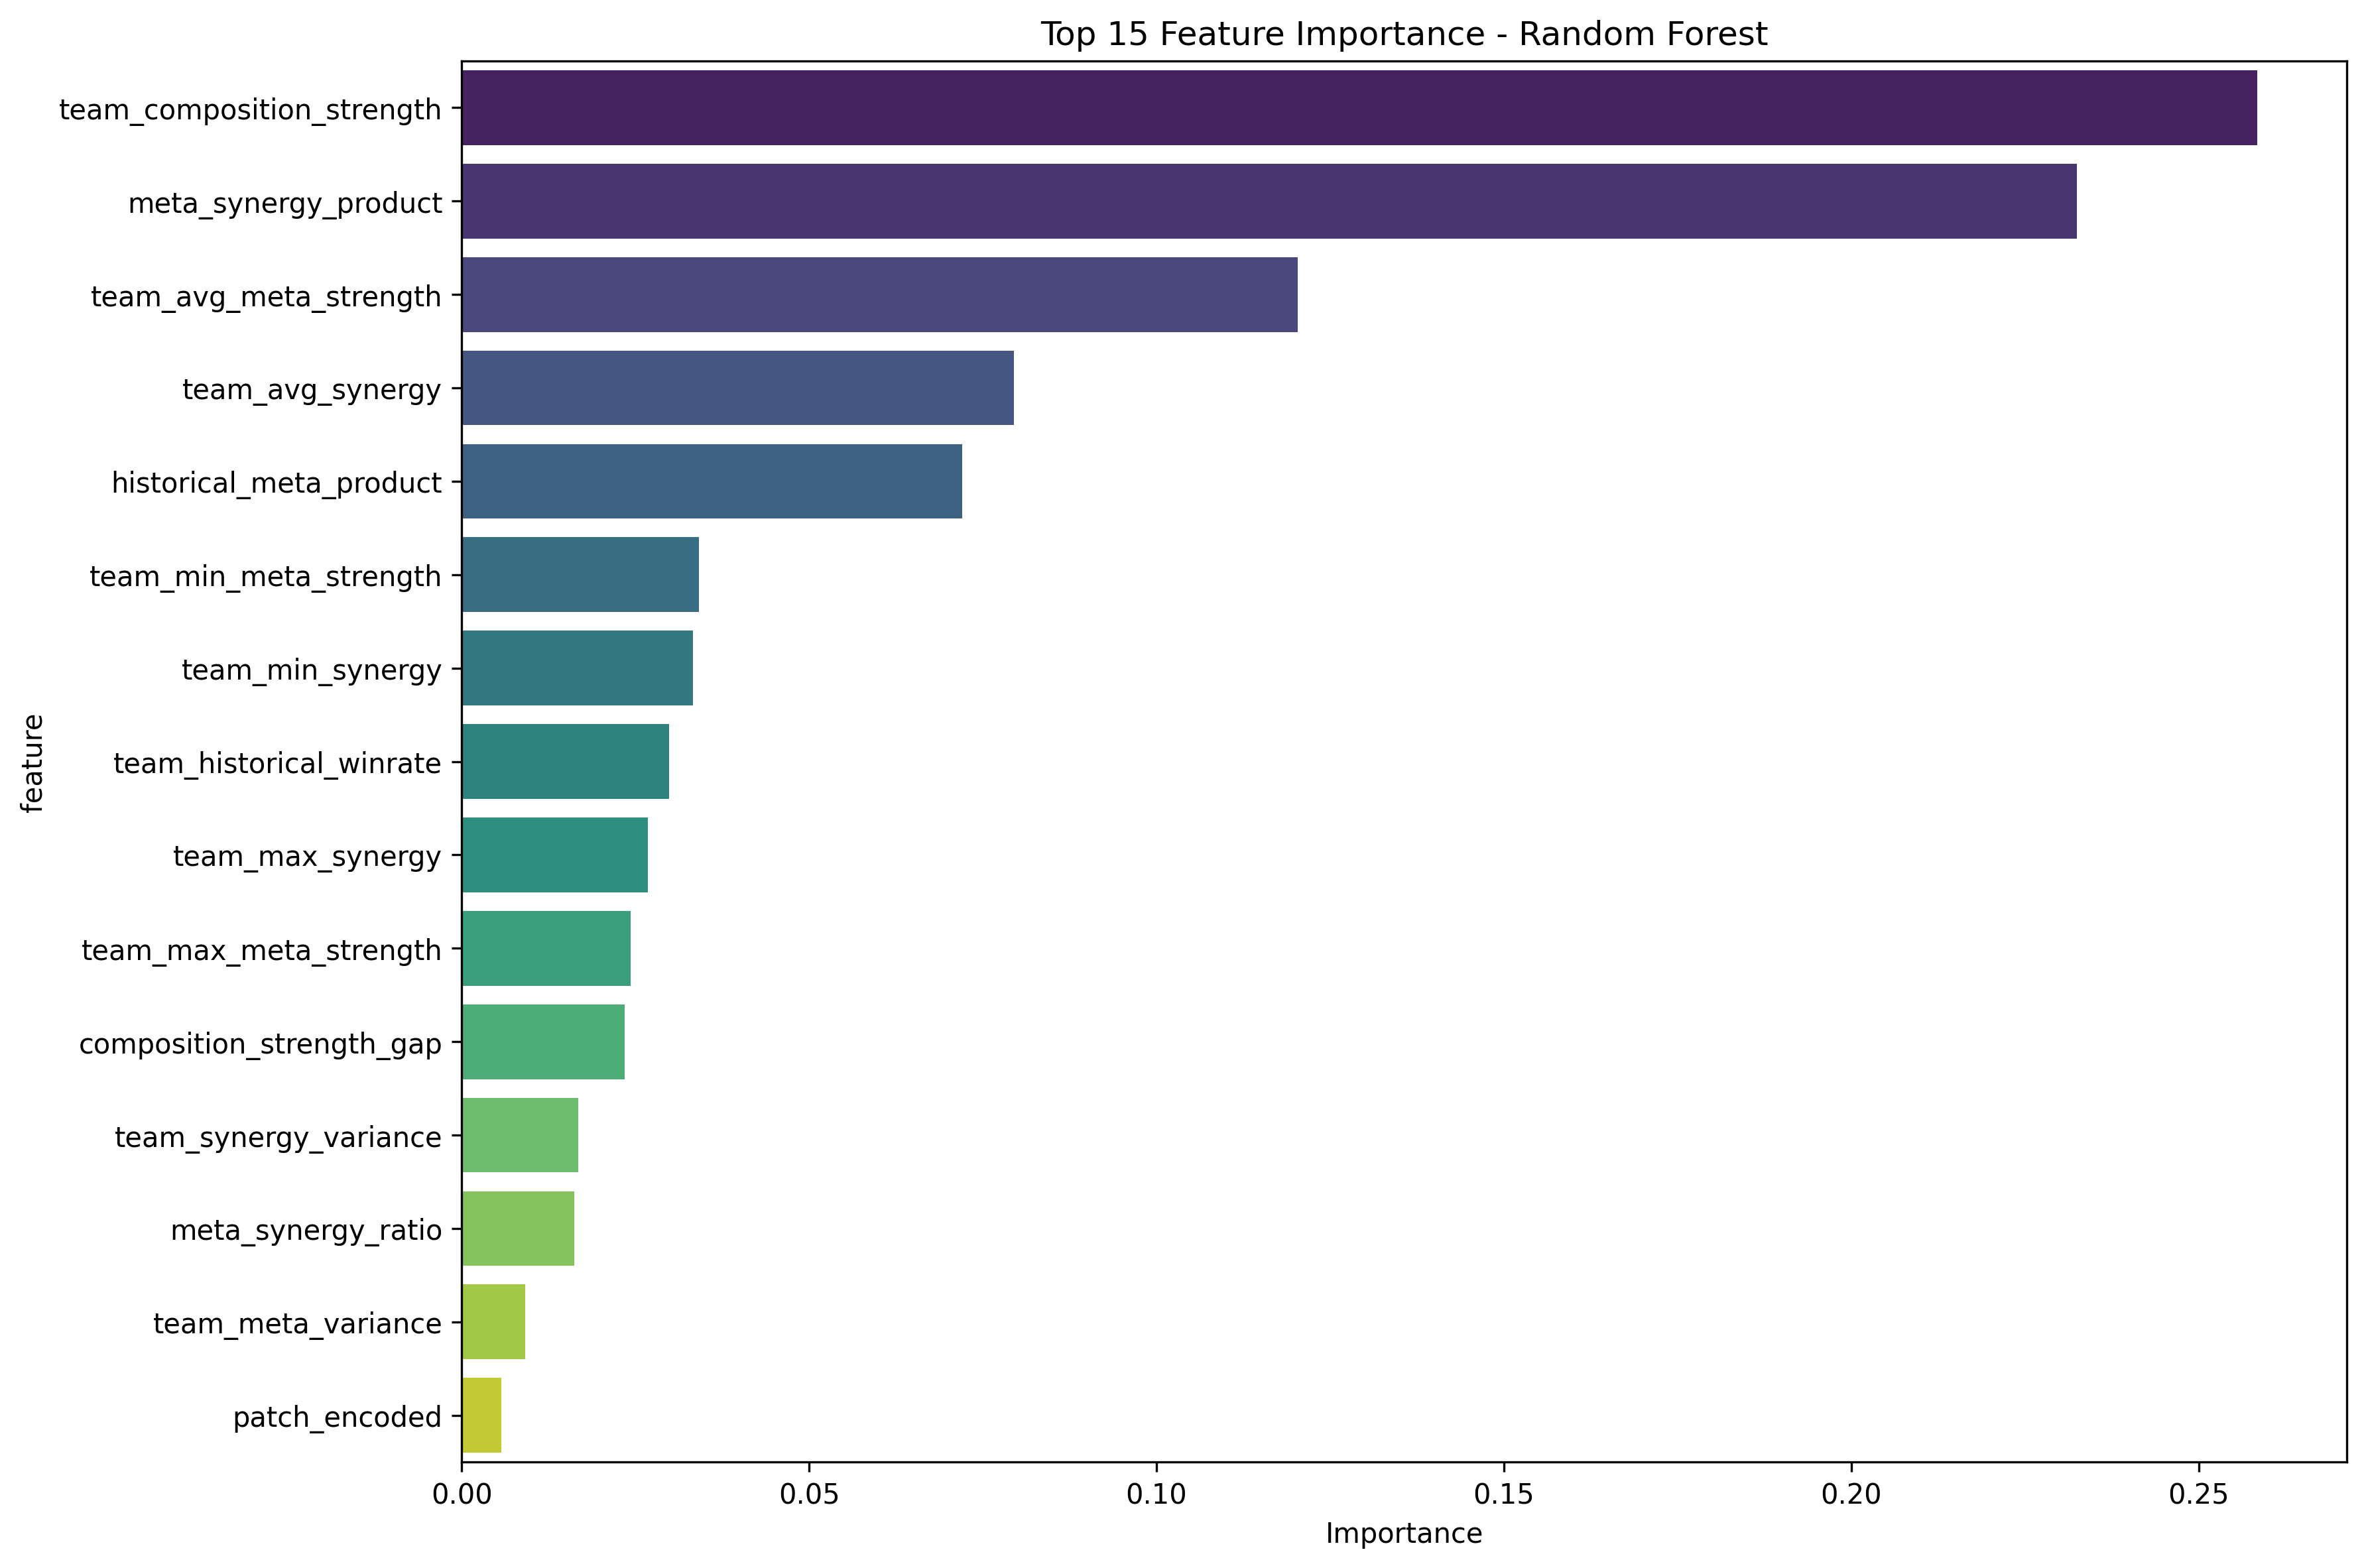 Top 15 Feature Importance - Random Forest
team_composition_strength
meta_synergy_product
team_avg_meta_strength
team_avg_synergy
historical_meta_product
team_min_meta_strength
team_min_synergy
team_historical_winrate
team_max_synergy
team_max_meta_strength
composition_strength_gap
team_synergy_variance
meta_synergy_ratio
team_meta_variance
patch_encoded
feature
0.00 0.05 0.10 0.15 0.20 0.25
Importance